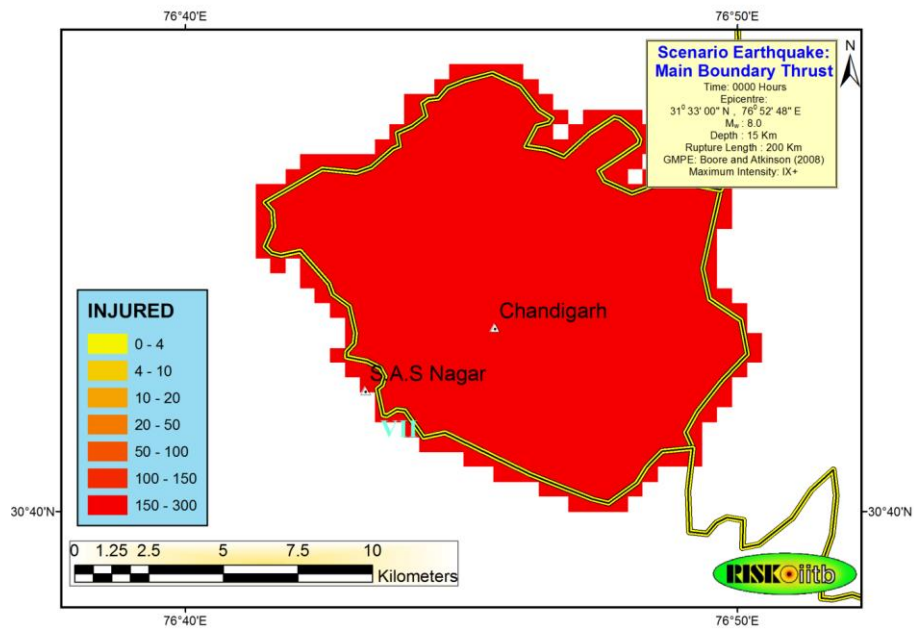 76°40'E
76°50'E
Scenario Earthquake:
Main Boundary Thrust
Time: 0000 Hours
Epicentre:
31⁰ 33' 00" N , 76⁰ 52' 48" E
Mw : 8.0
Depth : 15 Km
Rupture Length : 200 Km
GMPE: Boore and Atkinson (2008)
Maximum Intensity: IX+
N
Chandigarh
S.A.S Nagar
VII
INJURED
0 - 4
4 - 10
10 - 20
20 - 50
50 - 100
100 - 150
150 - 300
30°40'N
30°40'N
0 1.25 2.5 5 7.5 10
Kilometers
RISKiitb
76°40'E
76°50'E